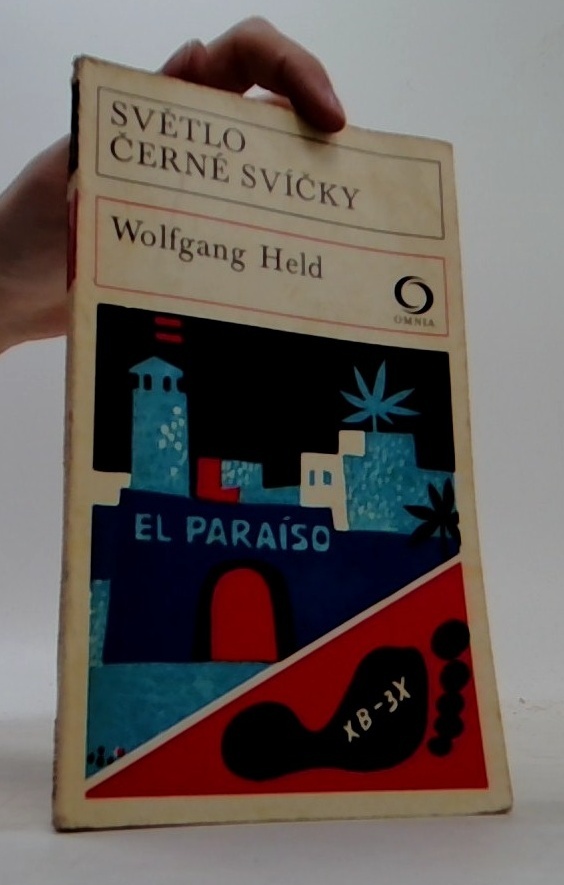 SVĚTLO
ČERNÉ SVÍČKY
Wolfgang Held
OMNIA
EL PARAÍSO
XB-3X